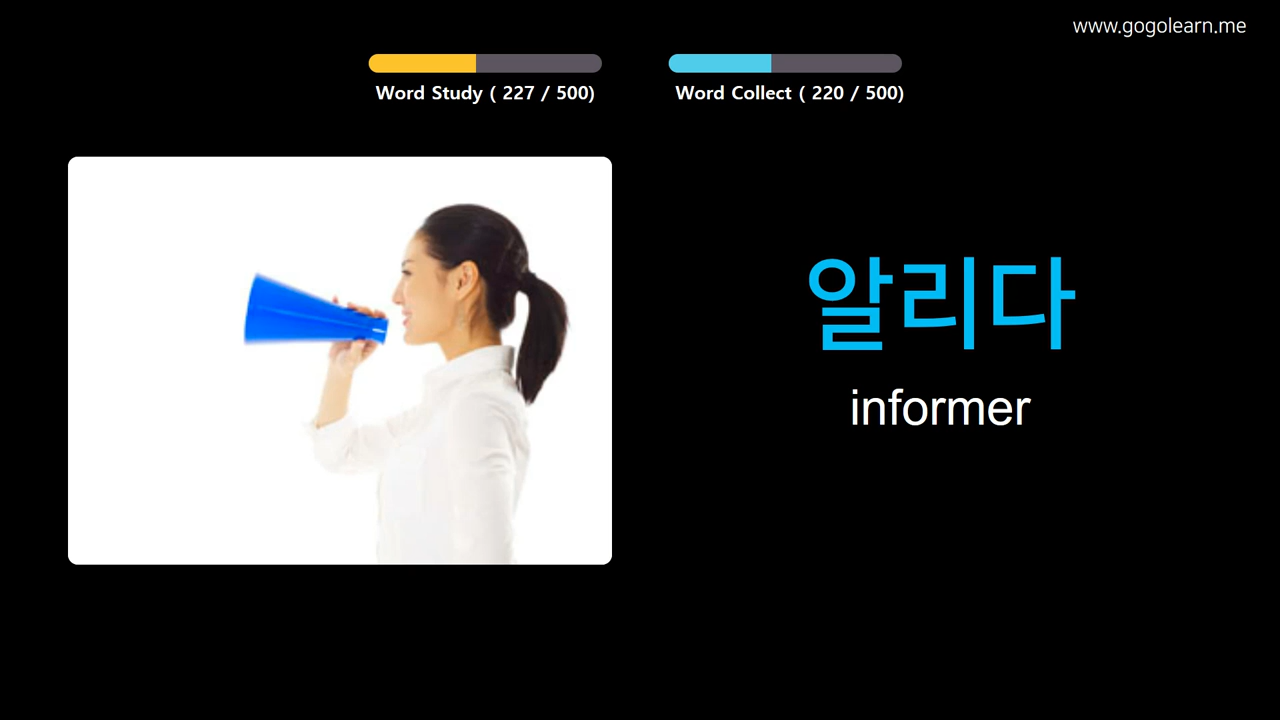 www.gogolearn.me
Word Study ( 227 / 500)
Word Collect ( 220 / 500)
알리다
informer